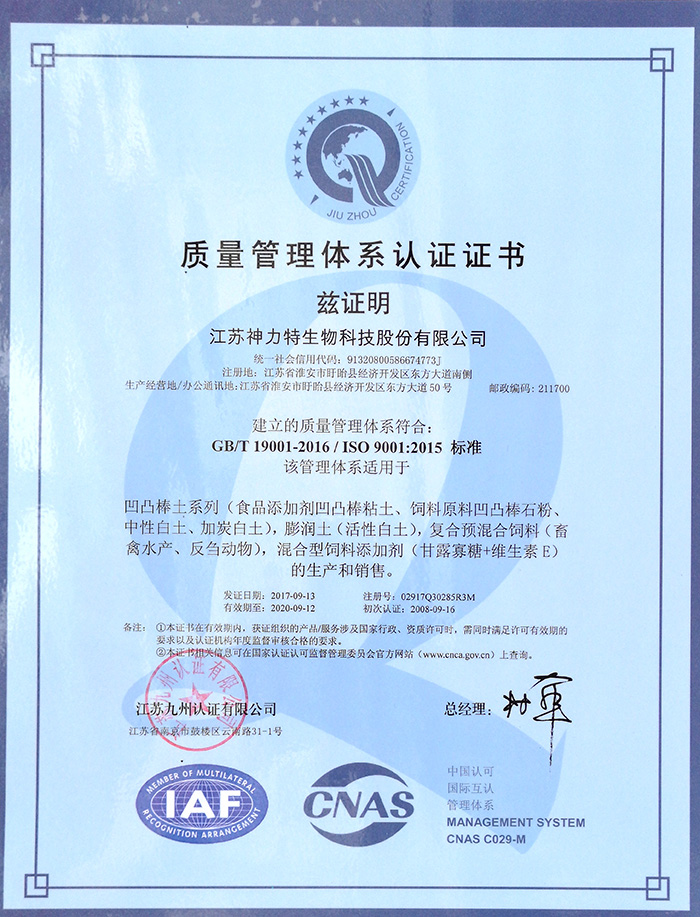 JIU ZHOU CERTIFICATION
质量管理体系认证证书
兹证明
江苏神力特生物科技股份有限公司
统一社会信用代码：91320800586674773J
注册地：江苏省淮安市盱眙县经济开发区东方大道南侧
生产经营地/办公通讯地:江苏省淮安市盱眙县经济开发区东方大道50号 邮政编码：211700
建立的质量管理体系符合：
GB/T 19001-2016 / ISO 9001:2015 标准
该管理体系适用于
凹凸棒土系列（食品添加剂凹凸棒粘土、饲料原料凹凸棒石粉、
中性白土、加炭白土），膨润土（活性白土），复合预混合饲料（畜
禽水产、反刍动物），混合型饲料添加剂（甘露寡糖+维生素E）
的生产和销售。
发证日期：2017-09-13 注册号：02917Q30285R3M
有效期至：2020-09-12 初次认证：2008-09-16
备注： ①本证书在有效期内，获证组织的产品/服务涉及国家行政、资质许可时，需同时满足许可有效期的
要求以及认证机构年度监督审核合格的要求。
②本证书相关信息可在国家认证认可监督管理委员会官方网站（www.cnca.gov.cn）上查询。
江苏九州认证有限公司
江苏省南京市鼓楼区云南路31-1号
总经理：
MEMBER OF MULTILATERAL
IAF
RECOGNITION ARRANGEMENT
CNAS
中国认可
国际互认
管理体系
MANAGEMENT SYSTEM
CNAS C029-M